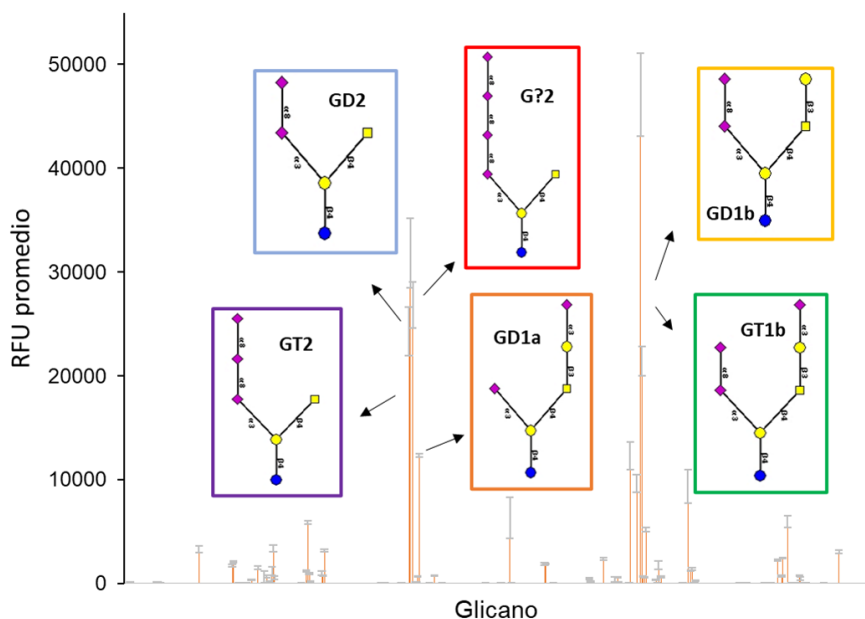 RFU promedio
50000
40000
30000
20000
10000
0
Glicano
GD2
α8
α3
β4
β4
G?2
α8
α8
α8
α3
β4
β4
GD1b
α8
β3
α3
β4
β4
GT2
α8
α8
α3
β4
β4
GD1a
α3
β3
α3
β4
β4
GT1b
α3
α8
β3
α3
β4
β4